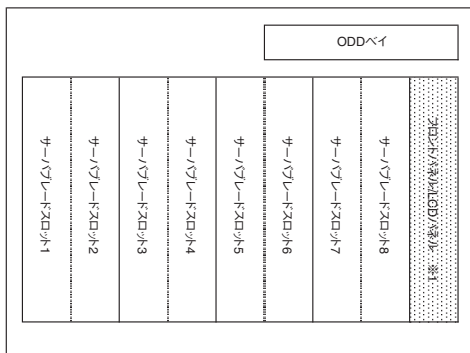 ODDベイ
サーバブレードスロット1
サーバブレードスロット2
サーバブレードスロット3
サーバブレードスロット4
サーバブレードスロット5
サーバブレードスロット6
サーバブレードスロット7
サーバブレードスロット8
フロントパネル/LCDパネル ※1